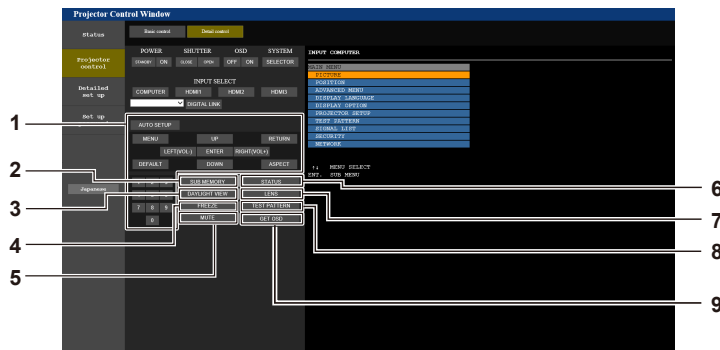 Projector Control Window
Status
Projector
control
Detailed
set up
Set up
Japanese
Basic control
Detail control
POWER SHUTTER OSD SYSTEM
STANDBY ON CLOSE OPEN OFF ON SELECTOR
INPUT SELECT
COMPUTER HDMI1 HDMI2 HDMI3
DIGITAL LINK
AUTO SETUP
MENU UP RETURN
LEFT(VOL-) ENTER RIGHT(VOL+)
DEFAULT DOWN ASPECT
SUB MEMORY STATUS
DAYLIGHT VIEW LENS
7 8 9 FREEZE TEST PATTERN
0 MUTE GET OSD
INPUT COMPUTER
MAIN MENU
PICTURE
POSITION
ADVANCED MENU
DISPLAY LANGUAGE
DISPLAY OPTION
PROJECTOR SETUP
TEST PATTERN
SIGNAL LIST
SECURITY
NETWORK
MENU SELECT
ENT. SUB MENU
1
2
3
4
5
6
7
8
9